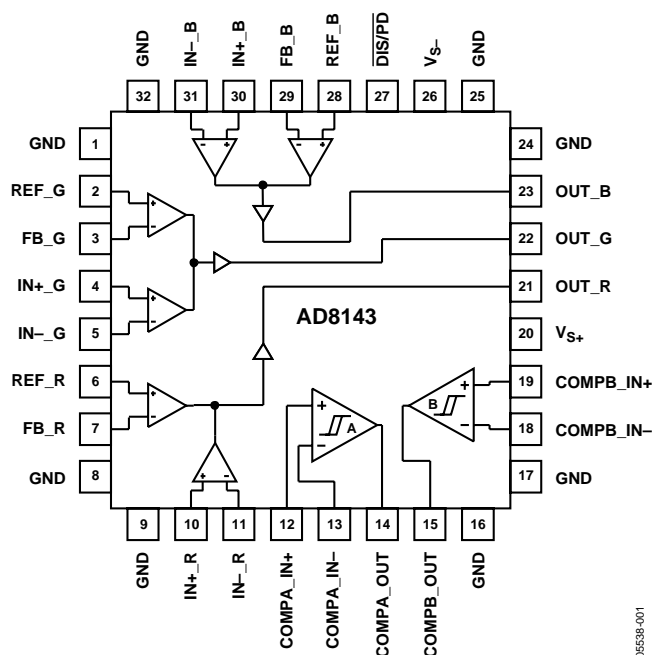 GND
IN–_B
IN+_B
FB_B
REF_B
DIS/PD
VS–
GND
32
31
30
29
28
27
26
25
GND 1
REF_G 2
FB_G 3
IN+_G 4
IN–_G 5
REF_R 6
FB_R 7
GND 8
24 GND
23 OUT_B
22 OUT_G
21 OUT_R
20 VS+
19 COMPB_IN+
18 COMPB_IN–
17 GND
– + – +
+
–
+
–
+
–
+ –
AD8143
+
–
A
B
+
–
9
10
11
12
13
14
15
16
GND
IN+_R
IN–_R
COMPA_IN+
COMPA_IN–
COMPA_OUT
COMPB_OUT
GND
05538-001